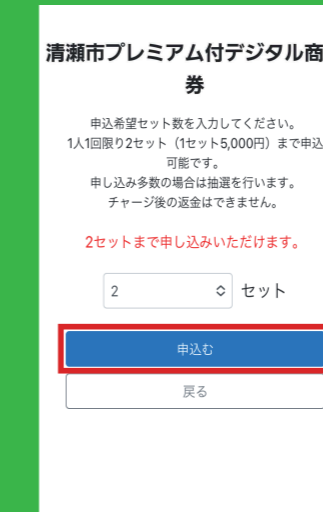 清瀬市プレミアム付デジタル商
券
申込希望セット数を入力してください。
1人1回限り2セット（1セット5,000円）まで申込
可能です。
申し込み多数の場合は抽選を行います。
チャージ後の返金はできません。
2セットまで申し込みいただけます。
2 セット
申込む
戻る